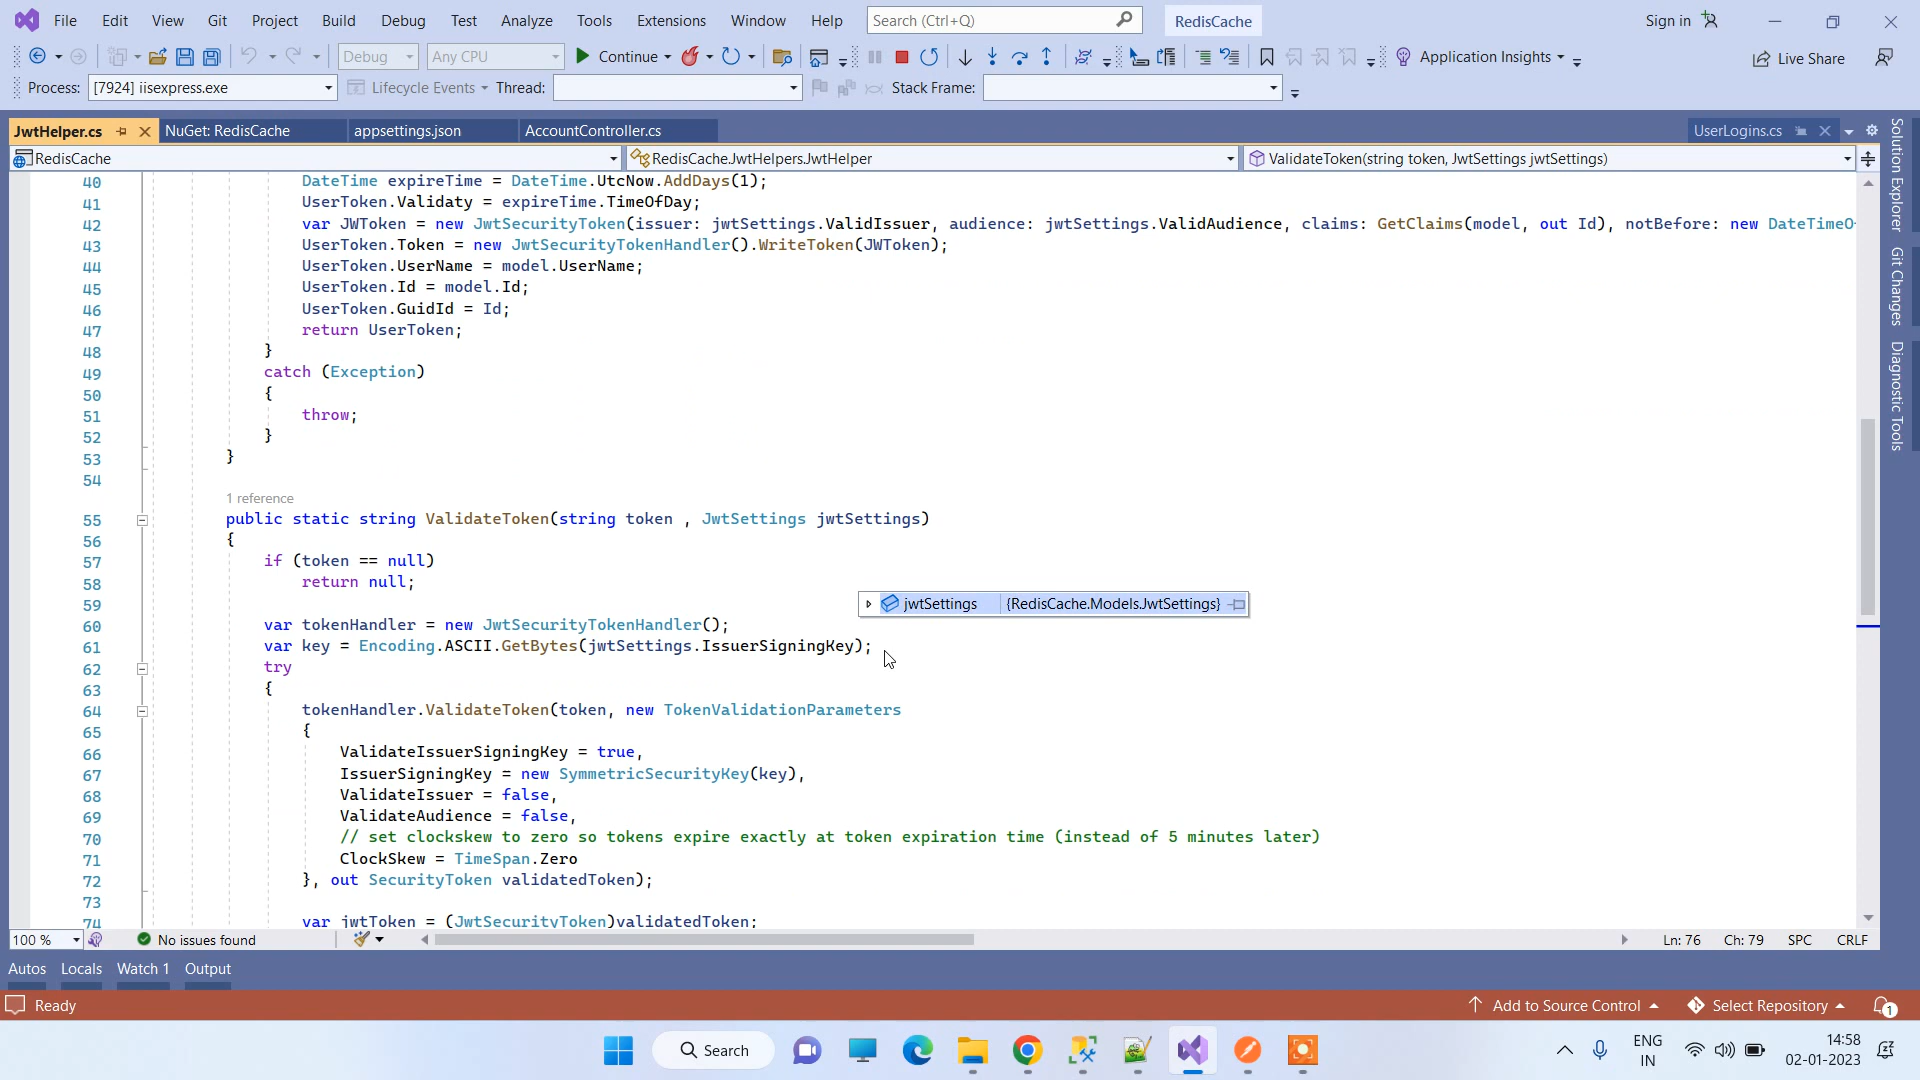 File Edit View Git Project Build Debug Test Analyze Tools Extensions Window Help Search (Ctrl+Q) RedisCache Sign in
Debug Any CPU Continue Application Insights Live Share
Process: [7924] iisexpress.exe Lifecycle Events Thread: Stack Frame:
JwtHelper.cs NuGet: RedisCache appsettings.json AccountController.cs UserLogins.cs
RedisCache RedisCache.JwtHelpers.JwtHelper ValidateToken(string token, JwtSettings jwtSettings)
40 DateTime expireTime = DateTime.UtcNow.AddDays(1);
41 UserToken.Validaty = expireTime.TimeOfDay;
42 var JWToken = new JwtSecurityToken(issuer: jwtSettings.ValidIssuer, audience: jwtSettings.ValidAudience, claims: GetClaims(model, out Id), notBefore: new DateTimeO
43 UserToken.Token = new JwtSecurityTokenHandler().WriteToken(JWToken);
44 UserToken.UserName = model.UserName;
45 UserToken.Id = model.Id;
46 UserToken.GuidId = Id;
47 return UserToken;
48 }
49 catch (Exception)
50 {
51 throw;
52 }
53 }
54
1 reference
55 public static string ValidateToken(string token , JwtSettings jwtSettings)
56 {
57 if (token == null)
58 return null;
59 jwtSettings {RedisCache.Models.JwtSettings}
60 var tokenHandler = new JwtSecurityTokenHandler();
61 var key = Encoding.ASCII.GetBytes(jwtSettings.IssuerSigningKey);
62 try
63 {
64 tokenHandler.ValidateToken(token, new TokenValidationParameters
65 {
66 ValidateIssuerSigningKey = true,
67 IssuerSigningKey = new SymmetricSecurityKey(key),
68 ValidateIssuer = false,
69 ValidateAudience = false,
70 // set clockskew to zero so tokens expire exactly at token expiration time (instead of 5 minutes later)
71 ClockSkew = TimeSpan.Zero
72 }, out SecurityToken validatedToken);
73
74 var jwtToken = (JwtSecurityToken)validatedToken;
100 % No issues found Ln: 76 Ch: 79 SPC CRLF
Autos Locals Watch 1 Output
Ready Add to Source Control Select Repository 1
Search ENG 14:58
IN 02-01-2023
Solution Explorer
Git Changes
Diagnostic Tools